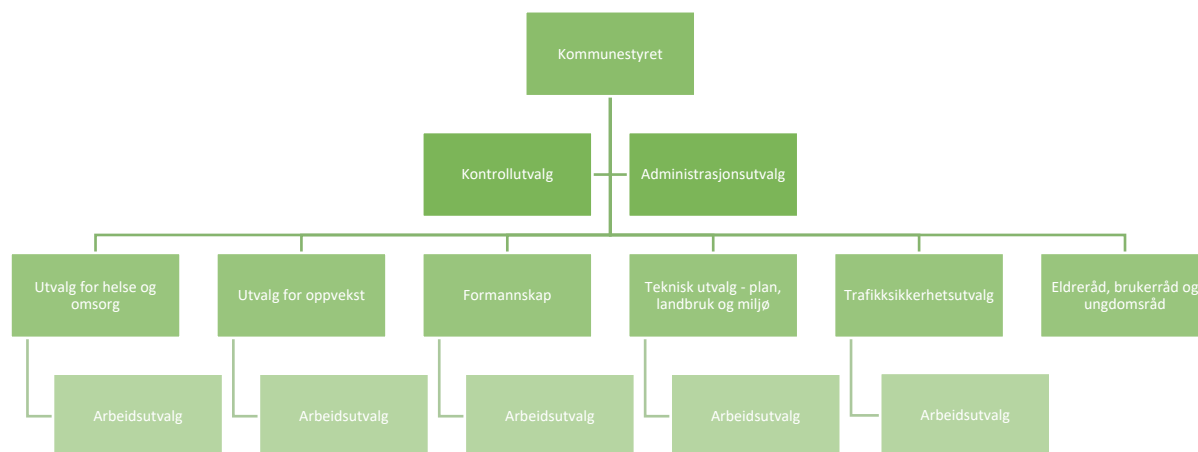 Kommunestyret
Kontrollutvalg
Administrasjonsutvalg
Utvalg for helse og
omsorg
Utvalg for oppvekst
Formannskap
Teknisk utvalg - plan,
landbruk og miljø
Trafikksikkerhetsutvalg
Eldreråd, brukerråd og
ungdomsråd
Arbeidsutvalg
Arbeidsutvalg
Arbeidsutvalg
Arbeidsutvalg
Arbeidsutvalg